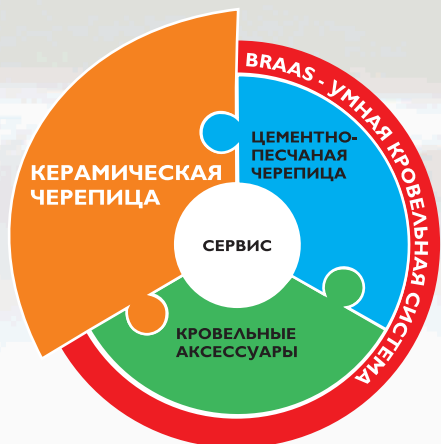 BRAAS - УМНАЯ КРОВЕЛЬНАЯ СИСТЕМА
ЦЕМЕНТНО-
ПЕСЧАНАЯ
ЧЕРЕПИЦА
КЕРАМИЧЕСКАЯ
ЧЕРЕПИЦА
СЕРВИС
КРОВЕЛЬНЫЕ
АКСЕССУАРЫ